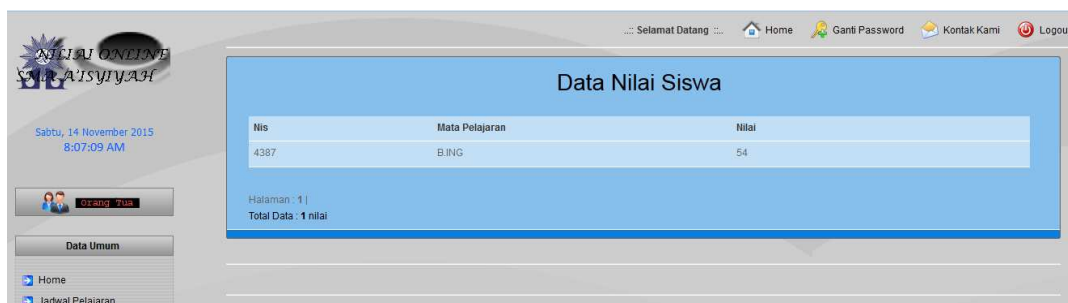 ..:: Selamat Datang ::.. Home Ganti Password Kontak Kami Logou
NILIAI ONLINE
SMA A'ISYIYAH
Sabtu, 14 November 2015
8:07:09 AM
Orang Tua
Data Umum
Home
Jadwal Pelajaran
Data Nilai Siswa
Nis Mata Pelajaran Nilai
4387 B.ING 54
Halaman : 1 |
Total Data : 1 nilai